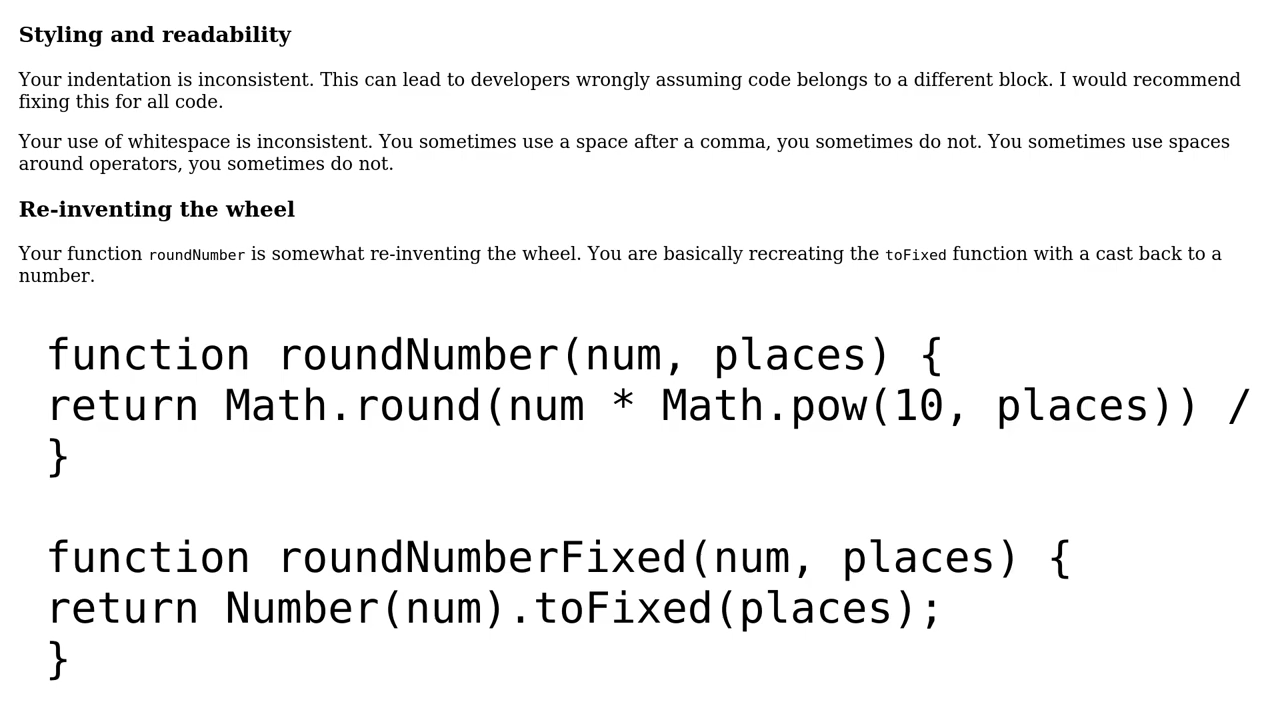 Styling and readability
Your indentation is inconsistent. This can lead to developers wrongly assuming code belongs to a different block. I would recommend
fixing this for all code.
Your use of whitespace is inconsistent. You sometimes use a space after a comma, you sometimes do not. You sometimes use spaces
around operators, you sometimes do not.
Re-inventing the wheel
Your function roundNumber is somewhat re-inventing the wheel. You are basically recreating the toFixed function with a cast back to a
number.
function roundNumber(num, places) {
return Math.round(num * Math.pow(10, places)) /
}
function roundNumberFixed(num, places) {
return Number(num).toFixed(places);
}